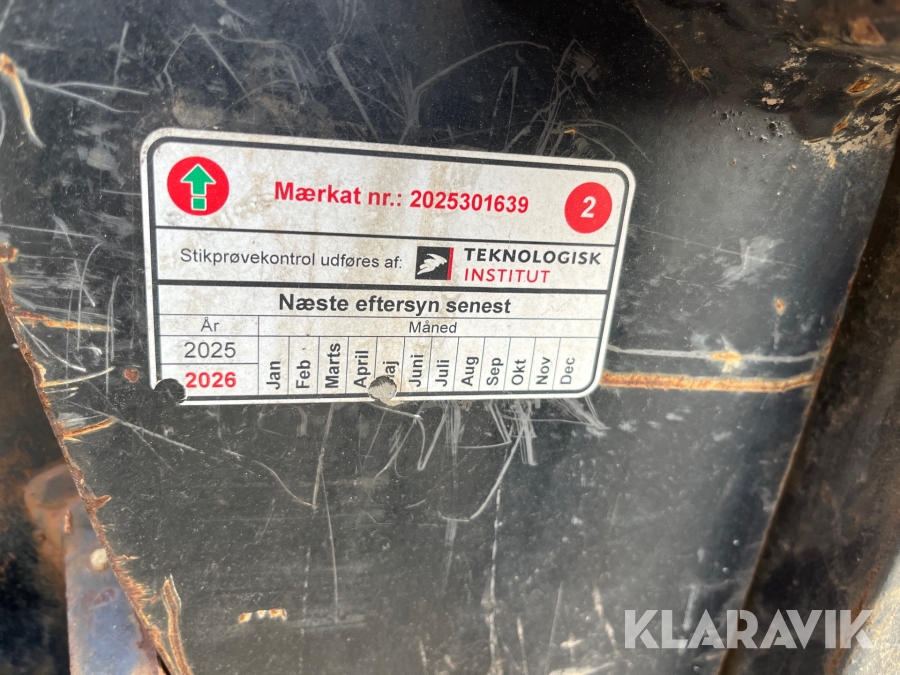 Mærkat nr.: 2025301639
2
Stikprøvekontrol udføres af: TEKNOLOGISK
INSTITUT
Næste eftersyn senest
År Måned
2025
2026
Jan Feb Marts April aj Juni Juli Aug Sep Okt Nov Dec
KLARAVIK